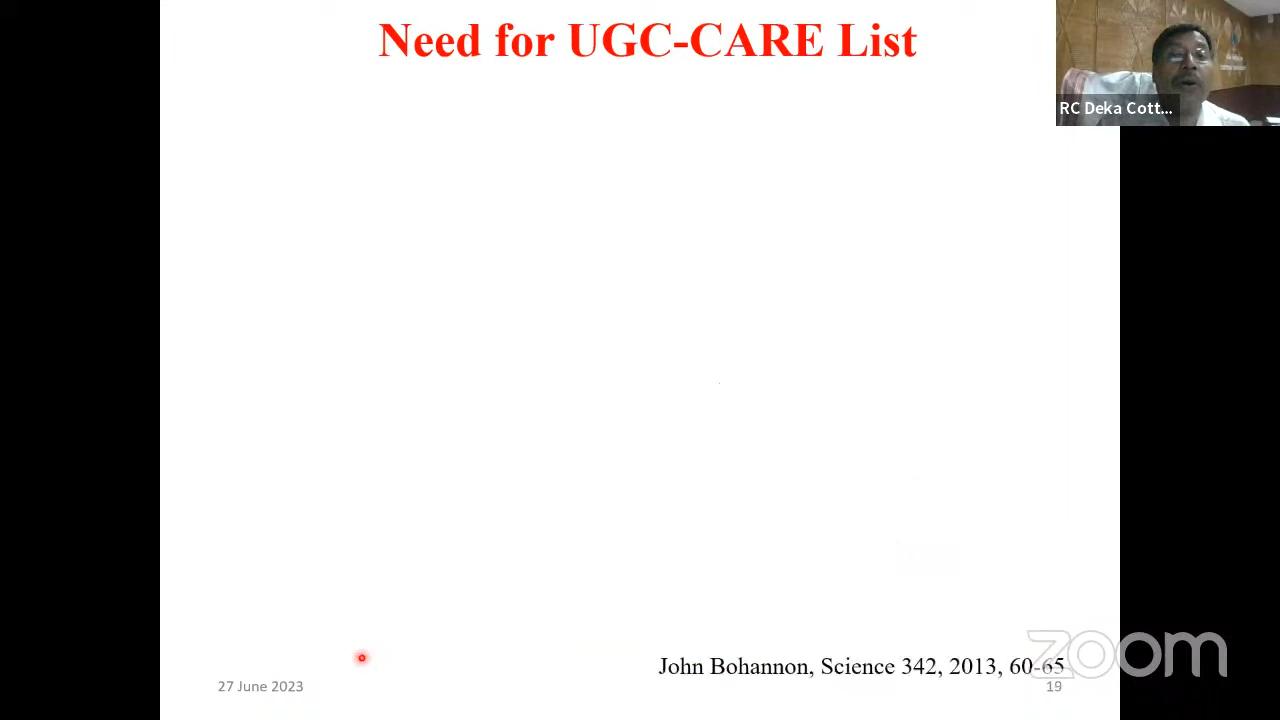 Need for UGC-CARE List
RC Deka Cott...
John Bohannon, Science 342, 2013, 60-65
27 June 2023
19
zoom